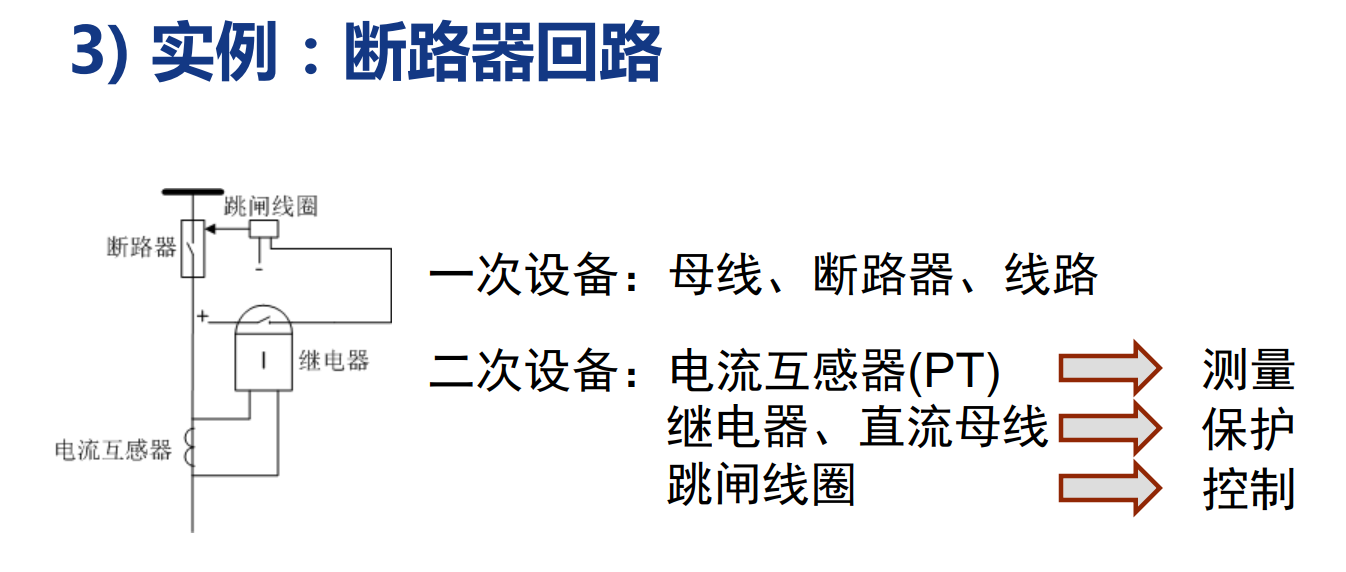 3) 实例：断路器回路
跳闸线圈
断路器
-
+
I
继电器
电流互感器
一次设备：母线、断路器、线路
二次设备：电流互感器(PT)
测量
继电器、直流母线
保护
跳闸线圈
控制